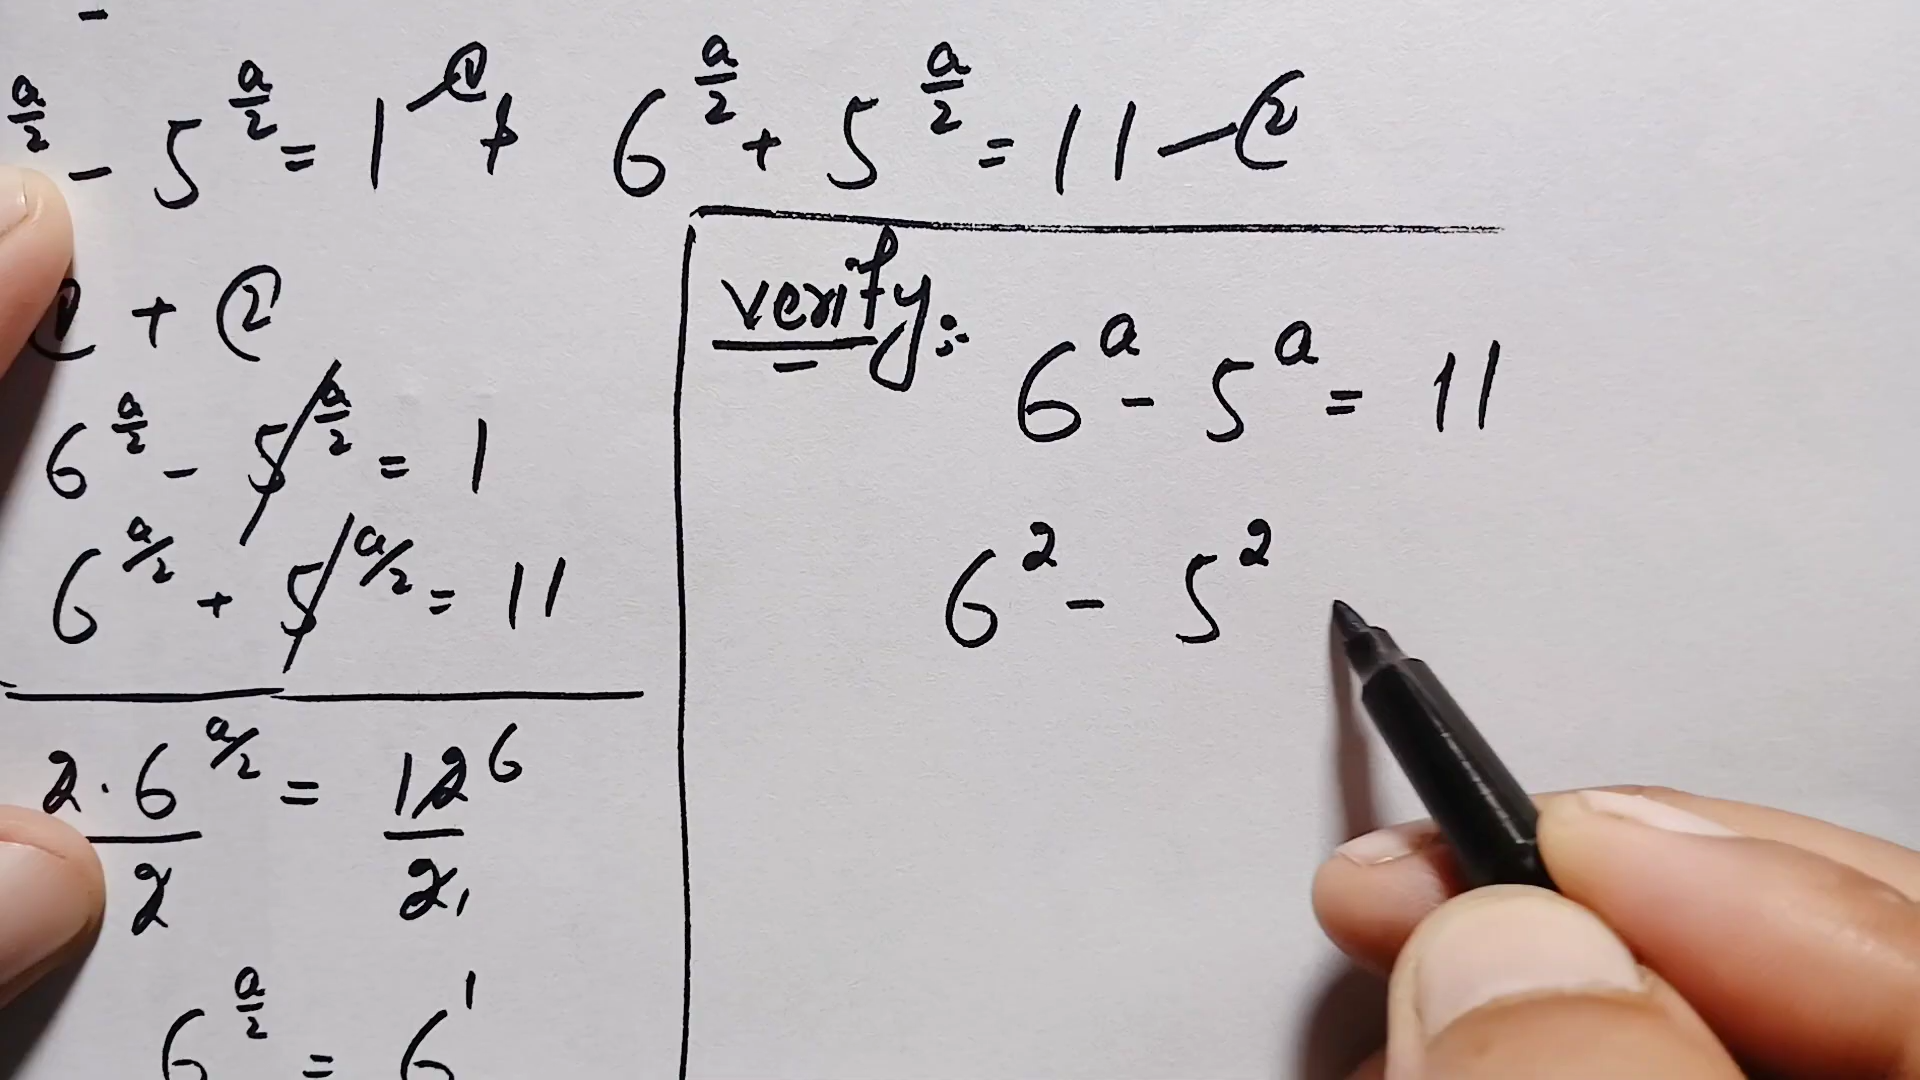 a/2 - 5^(a/2) = 1 —① + 6^(a/2) + 5^(a/2) = 11 —②
① + ②
6^(a/2) - 5^(a/2) = 1
6^(a/2) + 5^(a/2) = 11
2·6^(a/2) / 2 = 12 6 / 2 1
6^(a/2) = 6^1
verify:
6^a - 5^a = 11
6^2 - 5^2